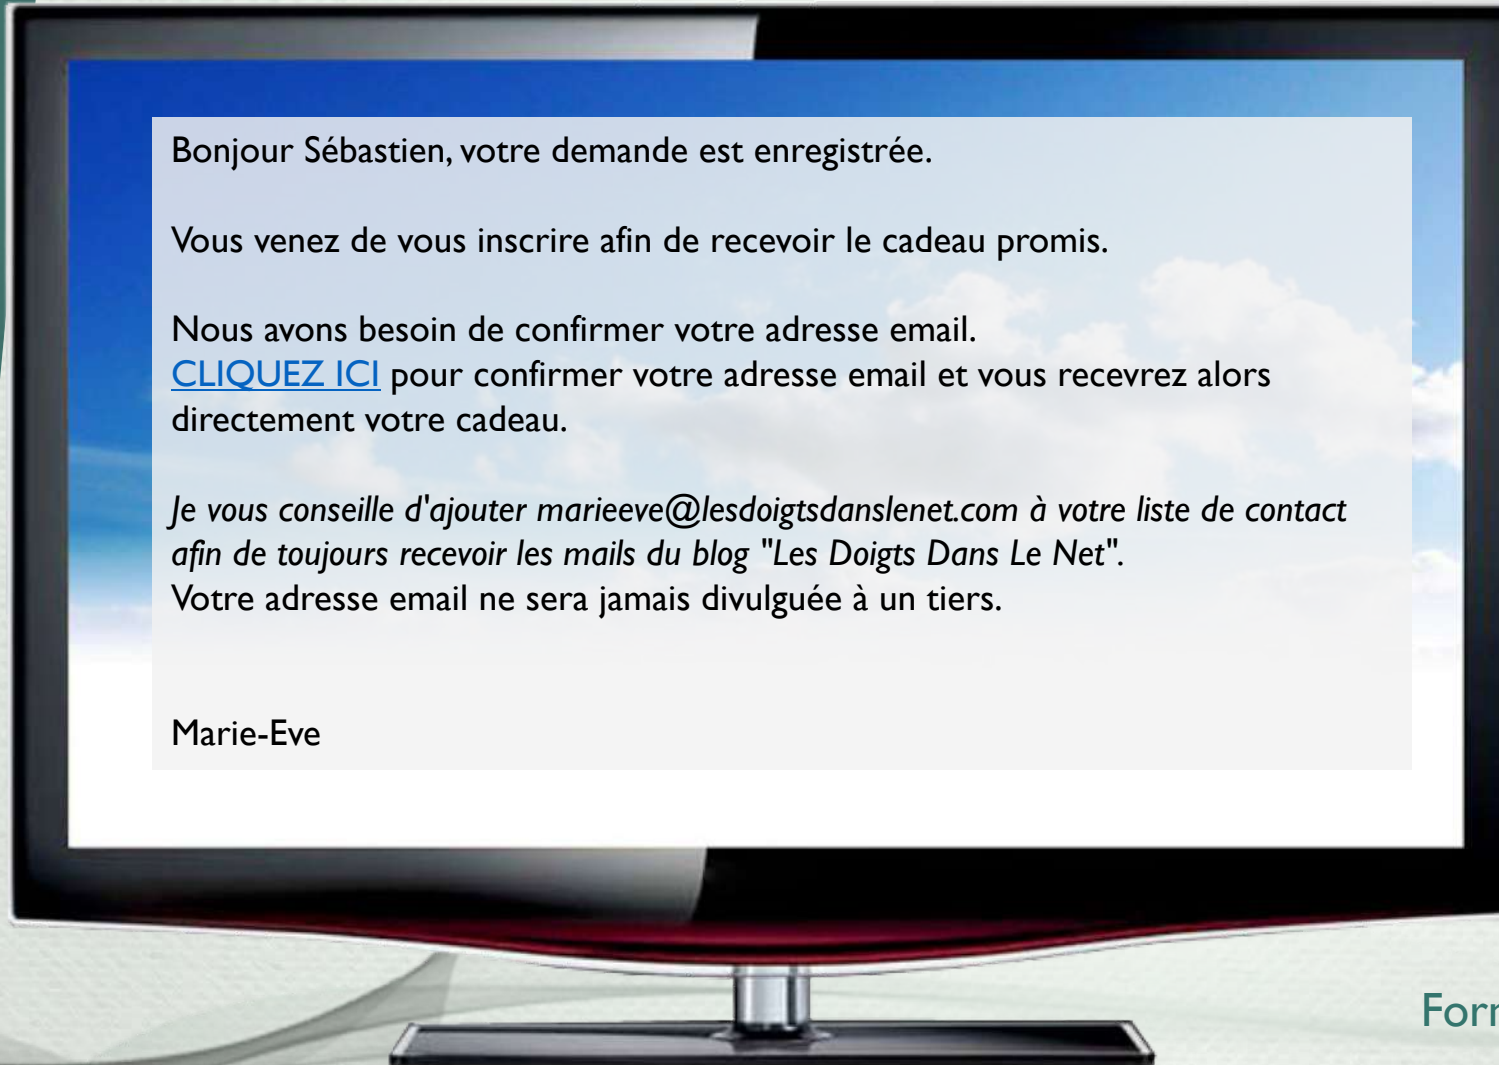 Bonjour Sébastien, votre demande est enregistrée.
Vous venez de vous inscrire afin de recevoir le cadeau promis.
Nous avons besoin de confirmer votre adresse email.
CLIQUEZ ICI pour confirmer votre adresse email et vous recevrez alors
directement votre cadeau.
Je vous conseille d'ajouter marieeve@lesdoigtsdanslenet.com à votre liste de contact
afin de toujours recevoir les mails du blog "Les Doigts Dans Le Net".
Votre adresse email ne sera jamais divulguée à un tiers.
Marie-Eve